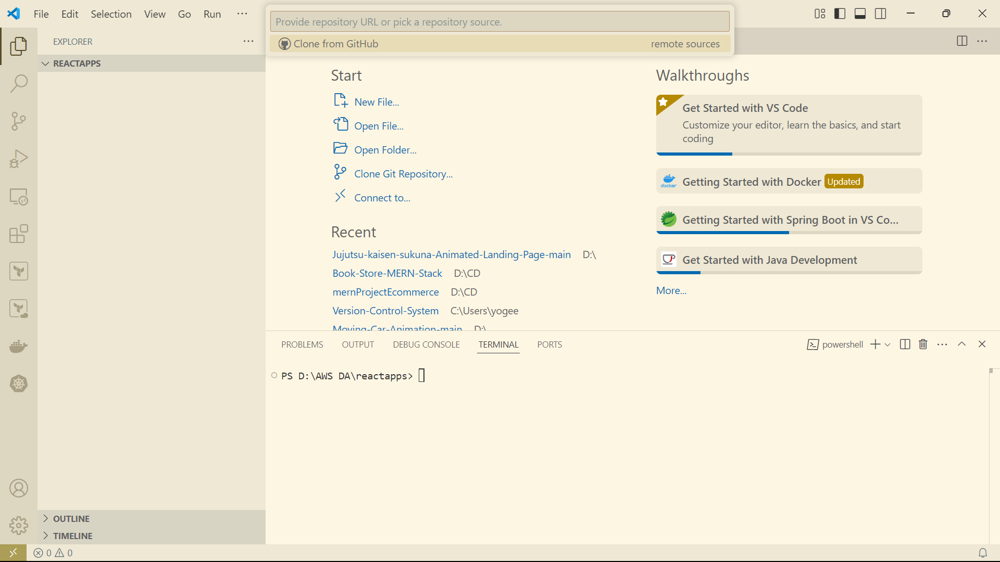 File Edit Selection View Go Run ···
Provide repository URL or pick a repository source.
Clone from GitHub remote sources
EXPLORER
REACTAPPS
OUTLINE
TIMELINE
Start
New File...
Open File...
Open Folder...
Clone Git Repository...
Connect to...
Recent
Jujutsu-kaisen-sukuna-Animated-Landing-Page-main D:\
Book-Store-MERN-Stack D:\CD
mernProjectEcommerce D:\CD
Version-Control-System C:\Users\yogee
Moving-Car-Animation-main D:\
Walkthroughs
Get Started with VS Code
Customize your editor, learn the basics, and start
coding
docker
Getting Started with Docker Updated
Getting Started with Spring Boot in VS Co...
Get Started with Java Development
More...
PROBLEMS OUTPUT DEBUG CONSOLE TERMINAL PORTS
powershell
PS D:\AWS DA\reactapps>
0 0